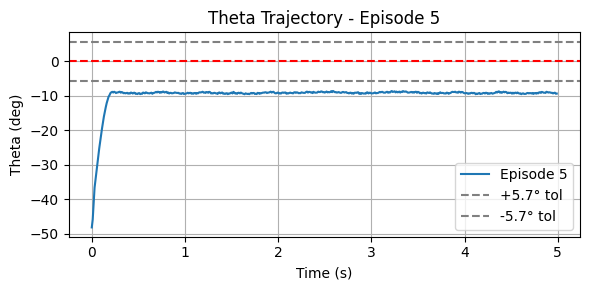 Theta Trajectory - Episode 5
Theta (deg)
0
−10
−20
−30
−40
−50
Episode 5
+5.7° tol
-5.7° tol
0
1
2
3
4
5
Time (s)